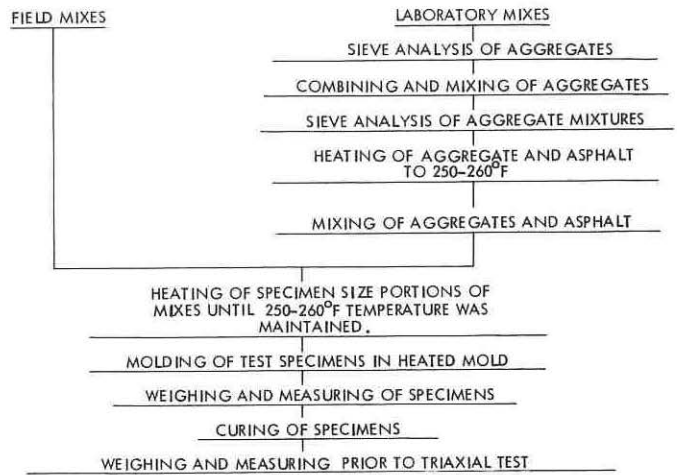 FIELD MIXES
LABORATORY MIXES
SIEVE ANALYSIS OF AGGREGATES
COMBINING AND MIXING OF AGGREGATES
SIEVE ANALYSIS OF AGGREGATE MIXTURES
HEATING OF AGGREGATE AND ASPHALT
TO 250-260°F
MIXING OF AGGREGATES AND ASPHALT
HEATING OF SPECIMEN SIZE PORTIONS OF
MIXES UNTIL 250-260°F TEMPERATURE WAS
MAINTAINED.
MOLDING OF TEST SPECIMENS IN HEATED MOLD
WEIGHING AND MEASURING OF SPECIMENS
CURING OF SPECIMENS
WEIGHING AND MEASURING PRIOR TO TRIAXIAL TEST